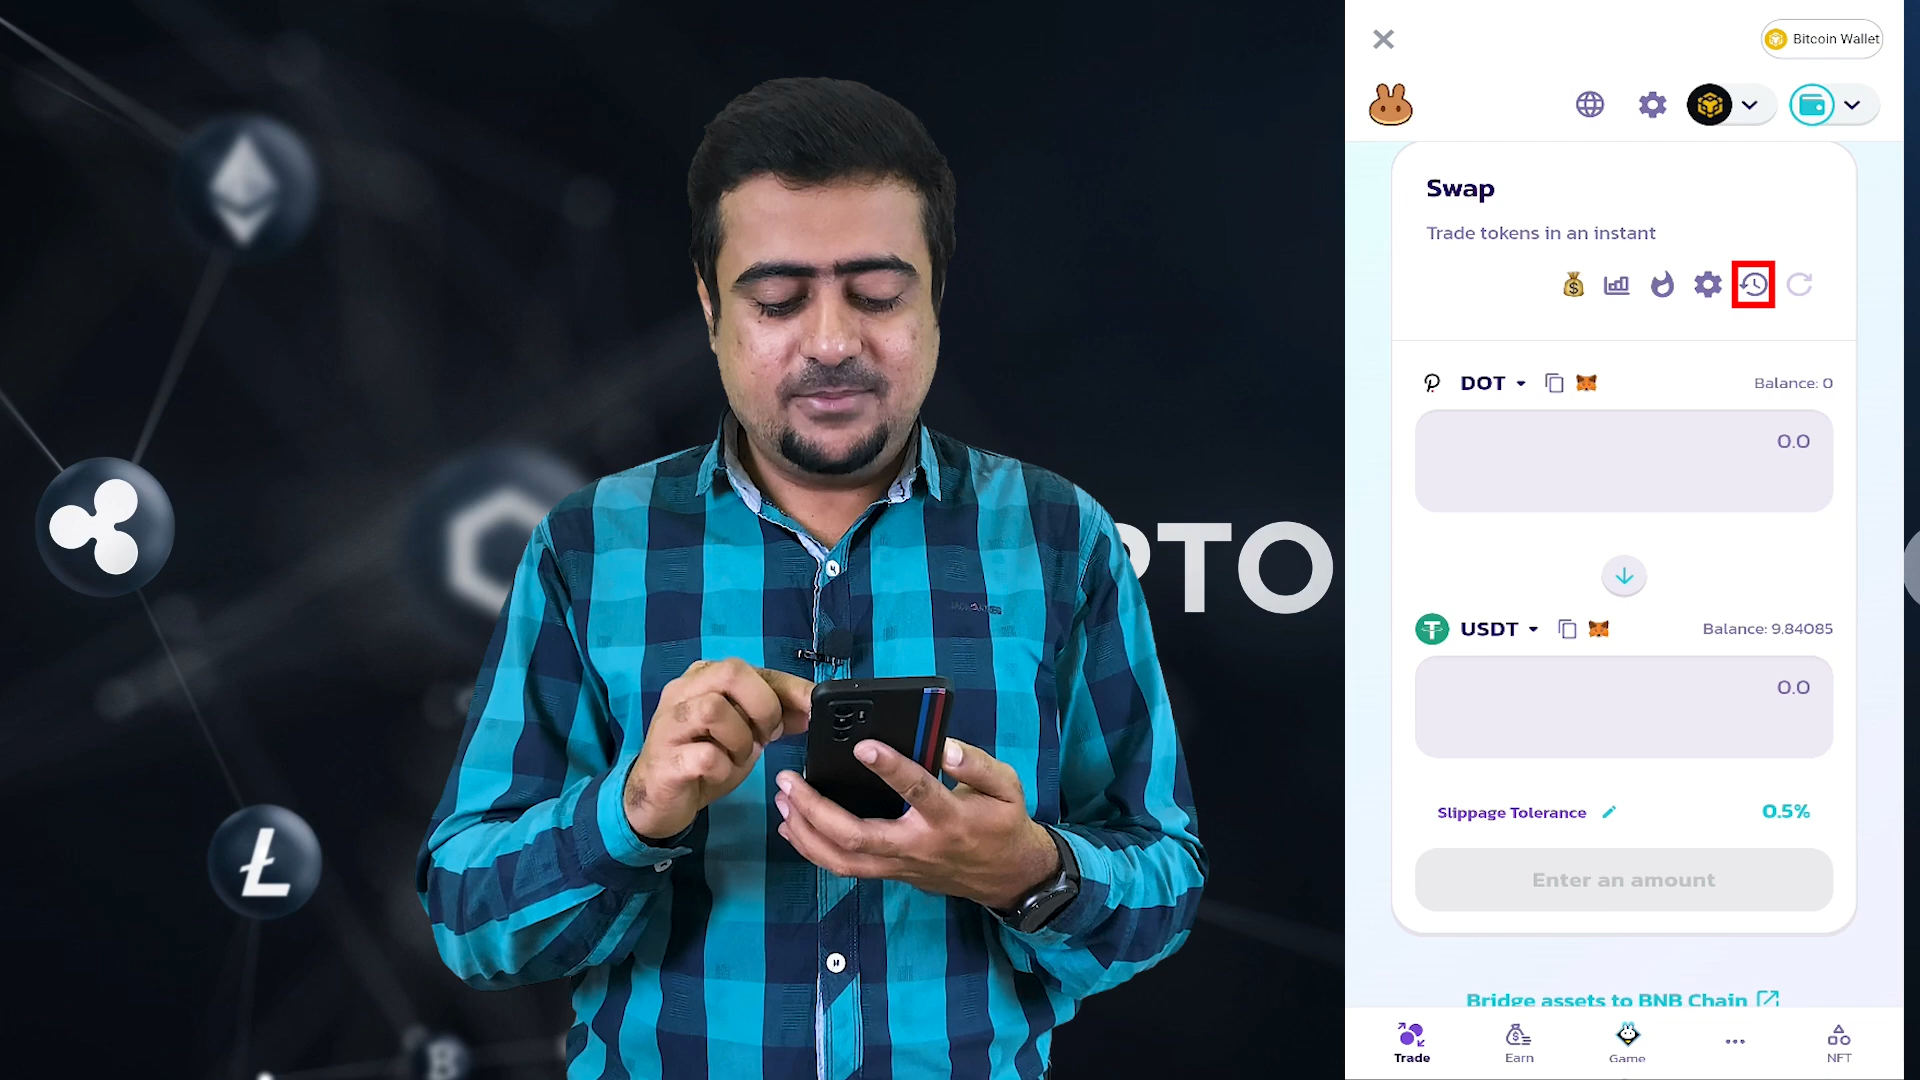 Bitcoin Wallet
Swap
Trade tokens in an instant
DOT
Balance: 0
0.0
PTO
USDT
Balance: 9.84085
0.0
Slippage Tolerance
0.5%
Enter an amount
Bridge assets to BNB Chain
Trade
Earn
Game
NFT